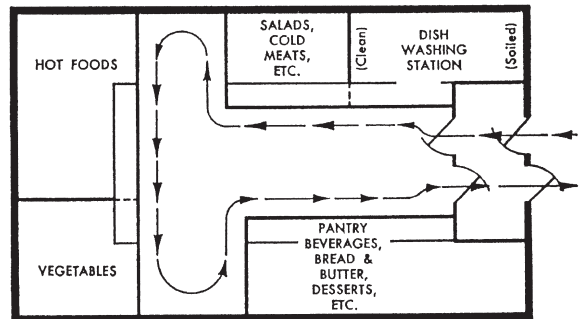 HOT FOODS
SALADS,
COLD
MEATS,
ETC.
(Clean)
DISH
WASHING
STATION
(Soiled)
VEGETABLES
PANTRY
BEVERAGES,
BREAD &
BUTTER,
DESSERTS,
ETC.